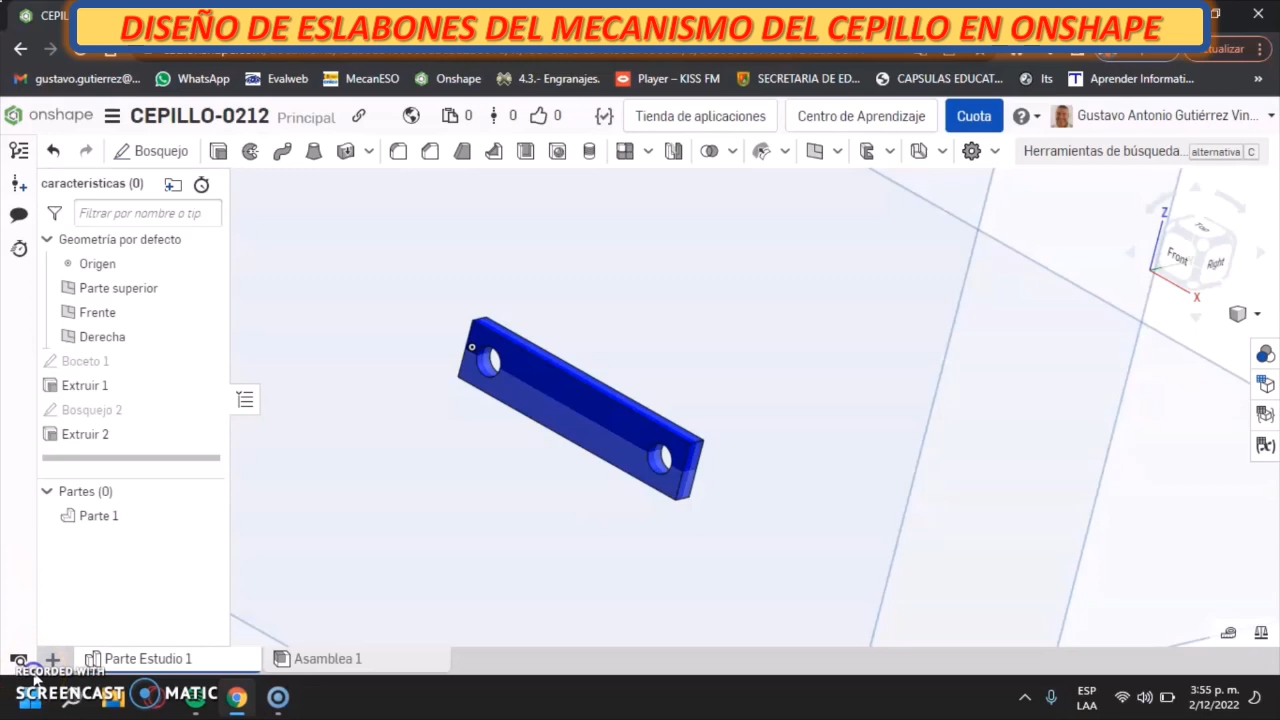 CEPIL
DISEÑO DE ESLABONES DEL MECANISMO DEL CEPILLO EN ONSHAPE
alizar
gustavo.gutierrez@... WhatsApp Evalweb MecanESO Onshape 4.3.- Engranajes. Player – KISS FM SECRETARIA DE ED... CAPSULAS EDUCAT... Its Aprender Informati... »
onshape CEPILLO-0212 Principal 0 0 0 Tienda de aplicaciones Centro de Aprendizaje Cuota Gustavo Antonio Gutiérrez Vin...
Bosquejo Herramientas de búsqueda... alternativa C
caracteristicas (0)
Filtrar por nombre o tip
Geometría por defecto
Origen
Parte superior
Frente
Derecha
Boceto 1
Extruir 1
Bosquejo 2
Extruir 2
Partes (0)
Parte 1
Z
Top
Front
Right
X
Parte Estudio 1 Asamblea 1
RECORDED WITH
SCREENCAST MATIC
ESP
LAA
3:55 p. m.
2/12/2022